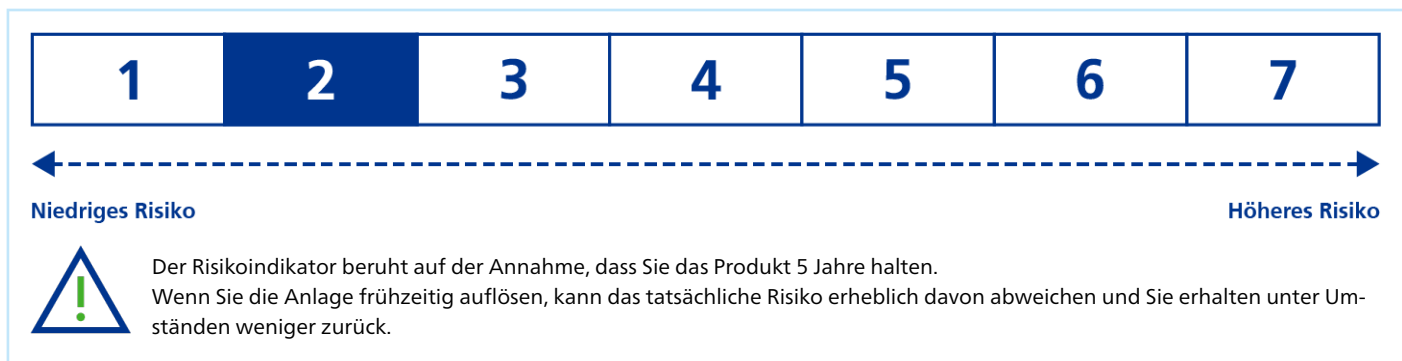 1 2 3 4 5 6 7
Niedriges Risiko Höheres Risiko
Der Risikoindikator beruht auf der Annahme, dass Sie das Produkt 5 Jahre halten.
Wenn Sie die Anlage frühzeitig auflösen, kann das tatsächliche Risiko erheblich davon abweichen und Sie erhalten unter Um-
ständen weniger zurück.